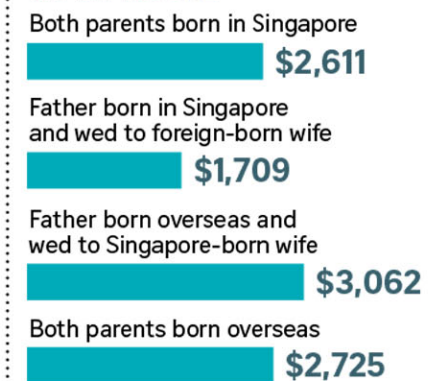 Both parents born in Singapore
$2,611
Father born in Singapore
and wed to foreign-born wife
$1,709
Father born overseas and
wed to Singapore-born wife
$3,062
Both parents born overseas
$2,725